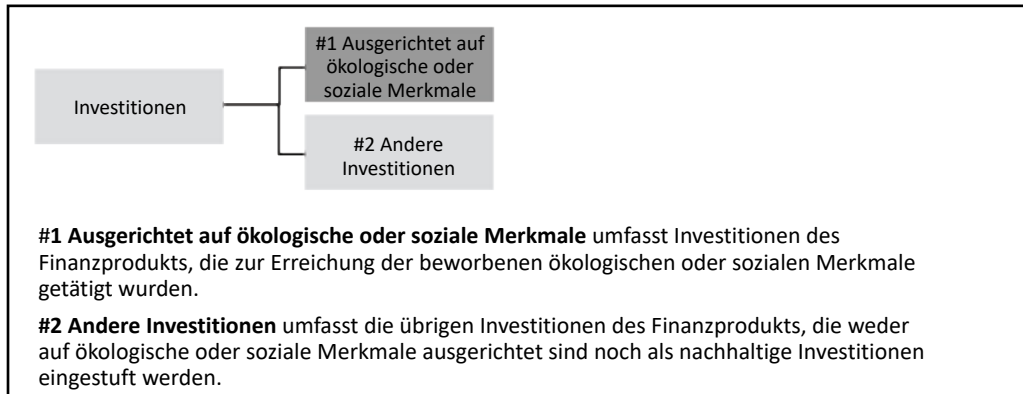 #1 Ausgerichtet auf
ökologische oder
soziale Merkmale
Investitionen
#2 Andere
Investitionen
#1 Ausgerichtet auf ökologische oder soziale Merkmale umfasst Investitionen des
Finanzprodukts, die zur Erreichung der beworbenen ökologischen oder sozialen Merkmale
getätigt wurden.
#2 Andere Investitionen umfasst die übrigen Investitionen des Finanzprodukts, die weder
auf ökologische oder soziale Merkmale ausgerichtet sind noch als nachhaltige Investitionen
eingestuft werden.